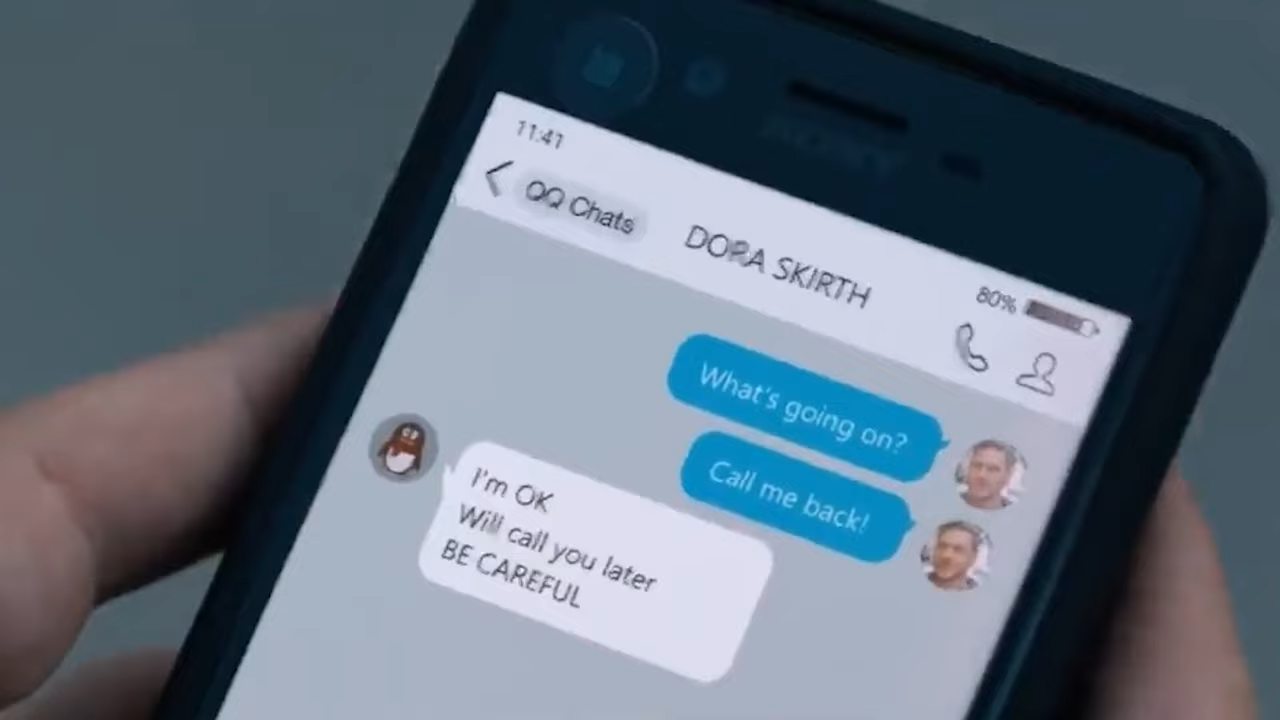 11:41
QQ Chats
DORA SKIRTH
80%
What's going on?
Call me back!
I'm OK
Will call you later
BE CAREFUL